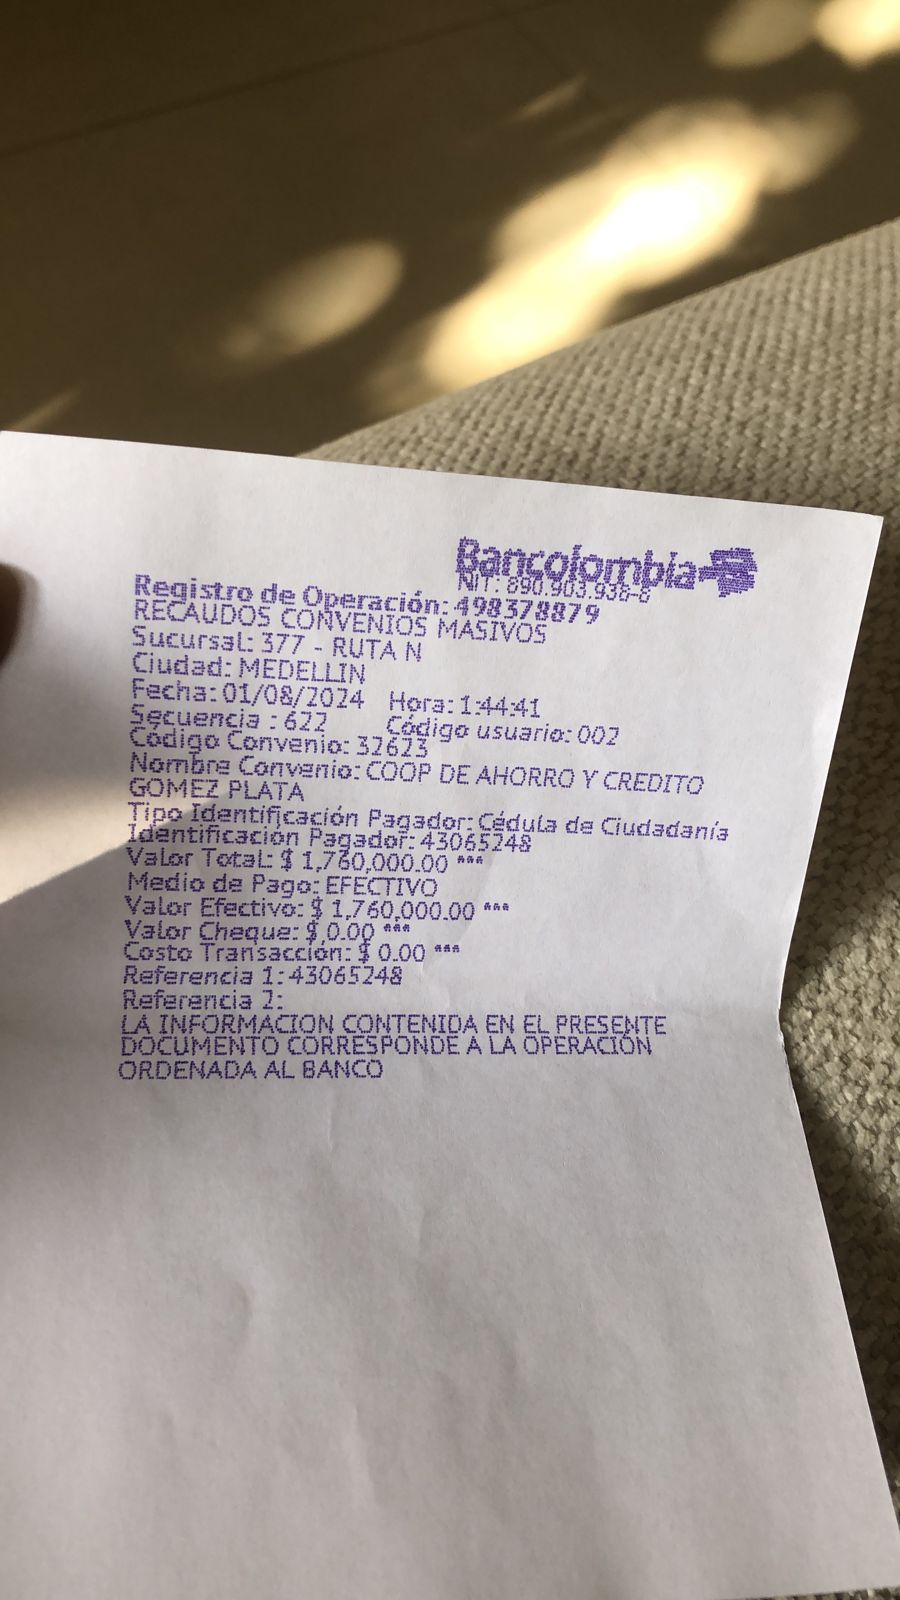 Bancolombia
NIT: 890.903.938-8
Registro de Operación: 498378879
RECAUDOS CONVENIOS MASIVOS
Sucursal: 377 - RUTA N
Ciudad: MEDELLIN
Fecha: 01/08/2024 Hora: 1:44:41
Secuencia : 622 Código usuario: 002
Código Convenio: 32623
Nombre Convenio: COOP DE AHORRO Y CREDITO
GOMEZ PLATA
Tipo Identificación Pagador: Cédula de Ciudadanía
Identificación Pagador: 43065248
Valor Total: $ 1,760,000.00 ***
Medio de Pago: EFECTIVO
Valor Efectivo: $ 1,760,000.00 ***
Valor Cheque: $ 0.00 ***
Costo Transacción: $ 0.00 ***
Referencia 1: 43065248
Referencia 2:
LA INFORMACION CONTENIDA EN EL PRESENTE
DOCUMENTO CORRESPONDE A LA OPERACIÓN
ORDENADA AL BANCO